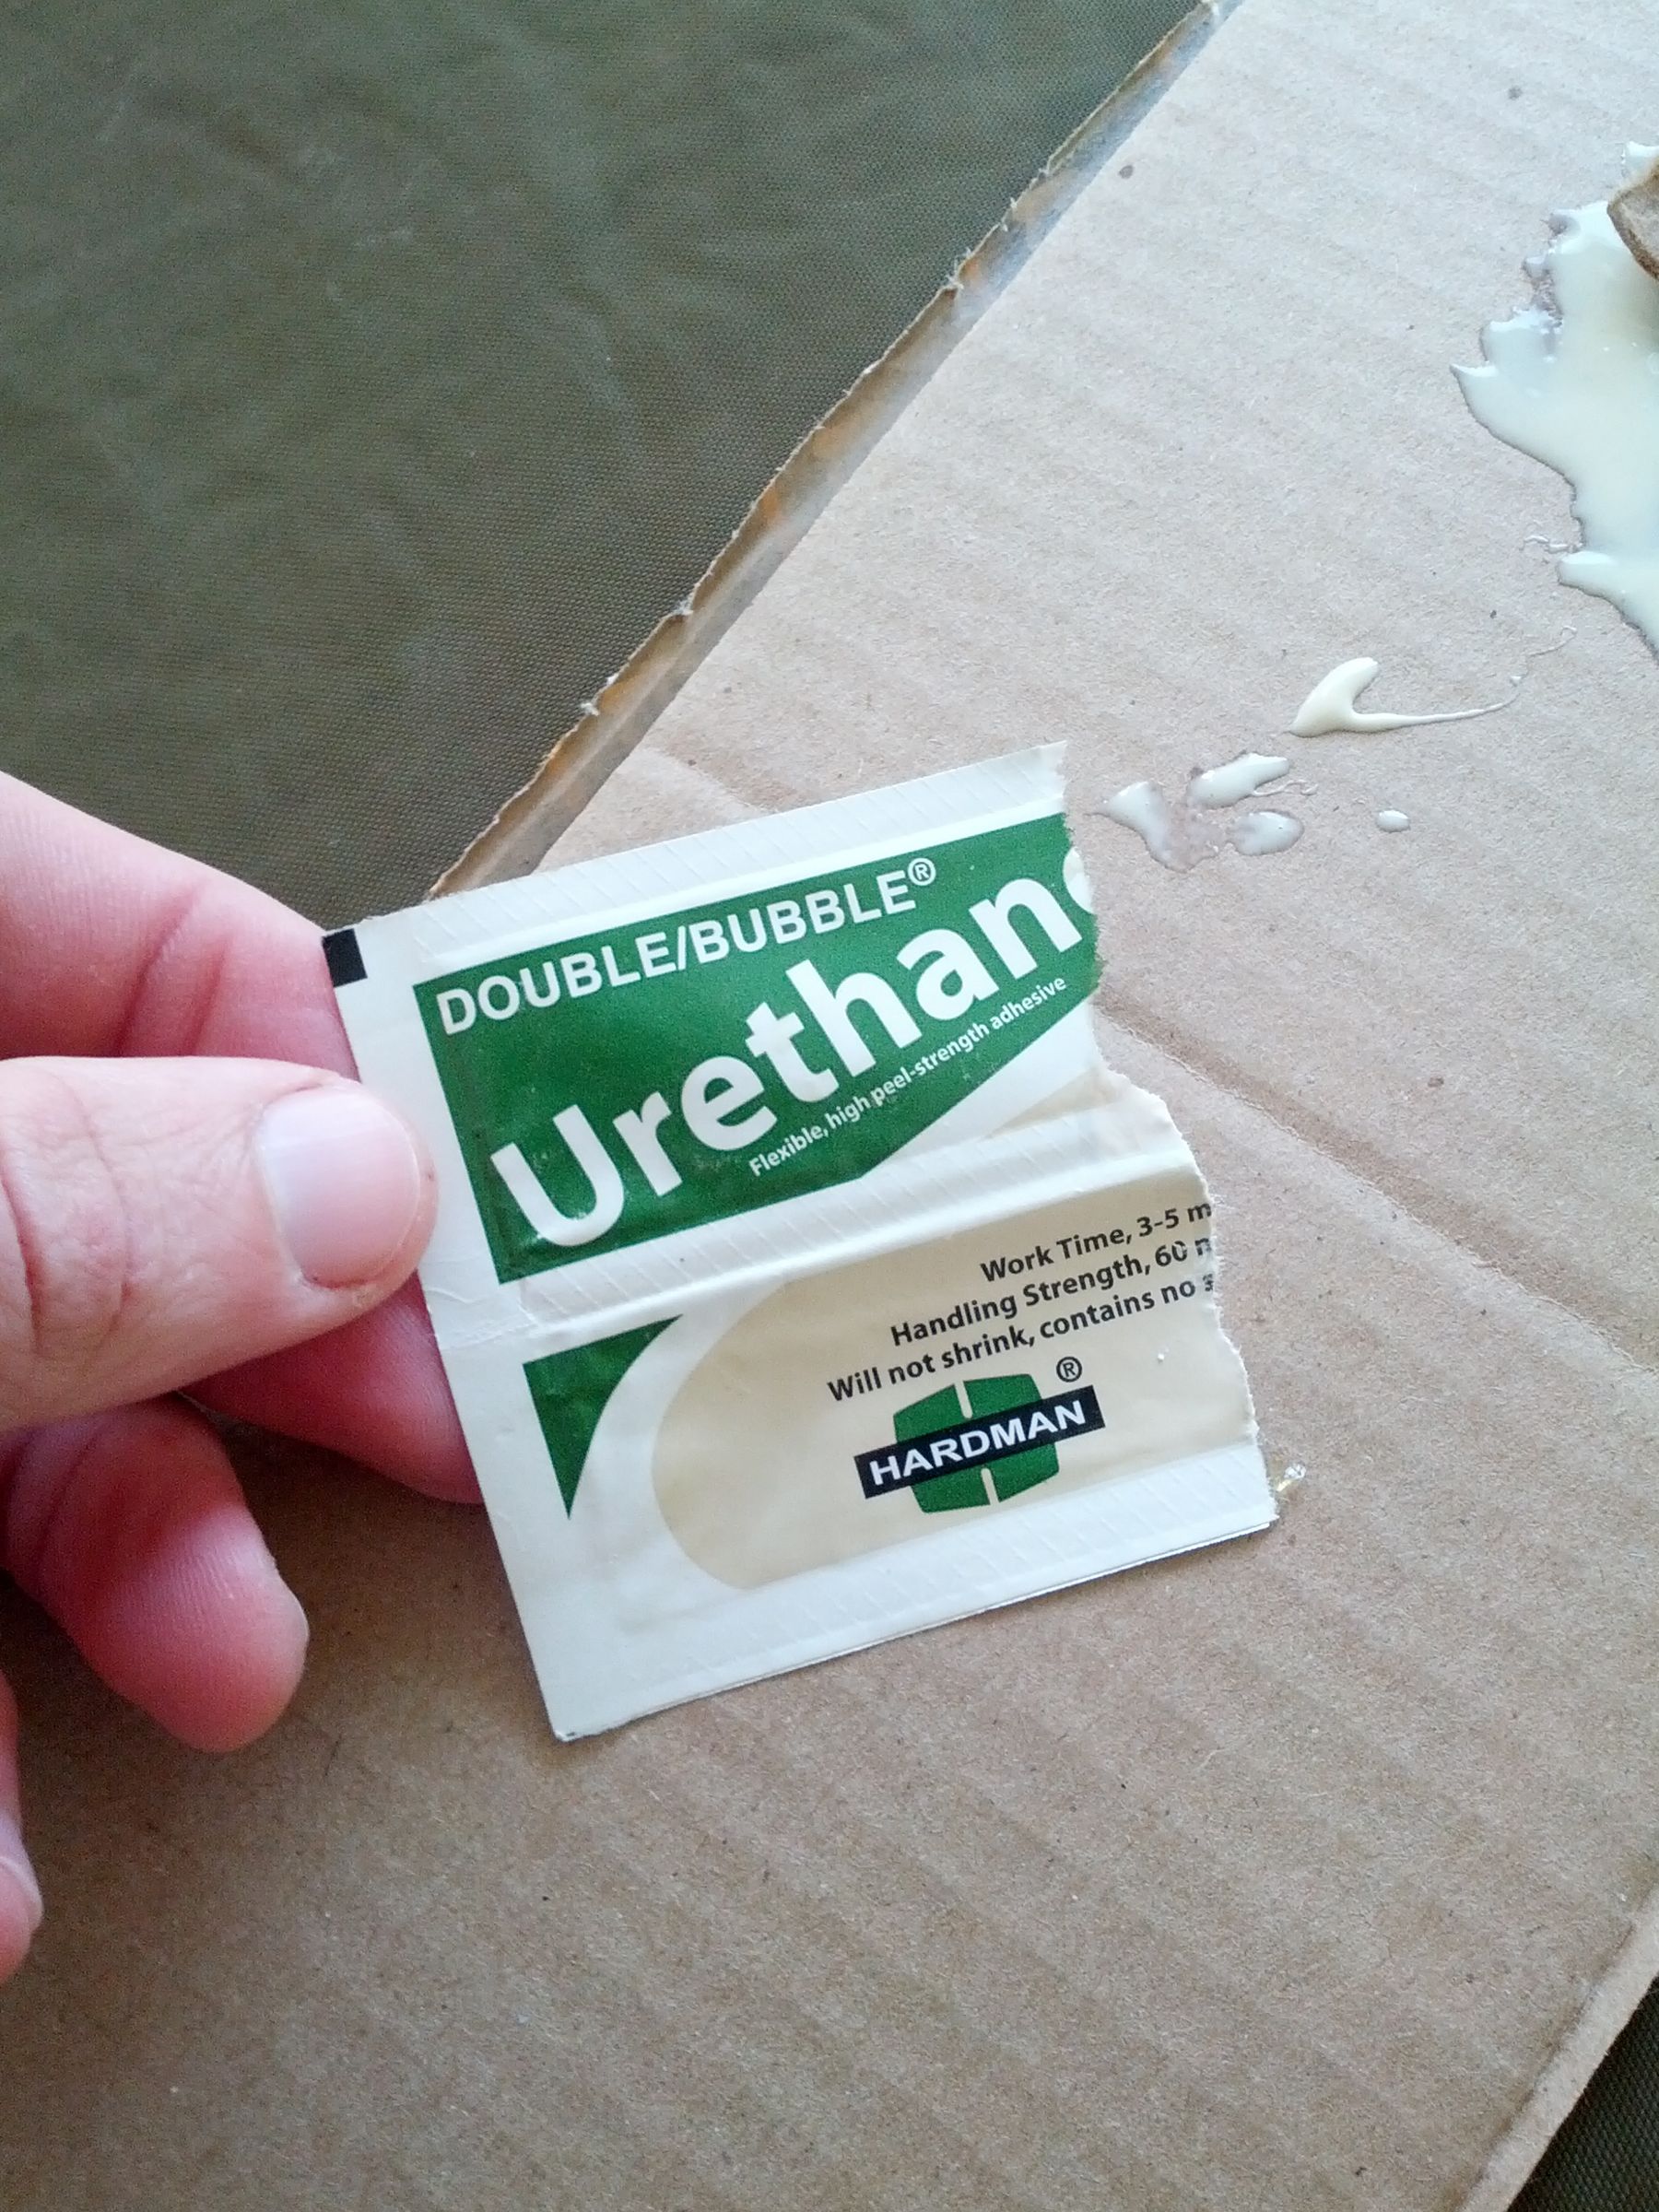 DOUBLE/BUBBLE®
Urethan
Flexible, high peel-strength adhesive
Work Time, 3-5 m
Handling Strength, 60 m
Will not shrink, contains no s
HARDMAN®